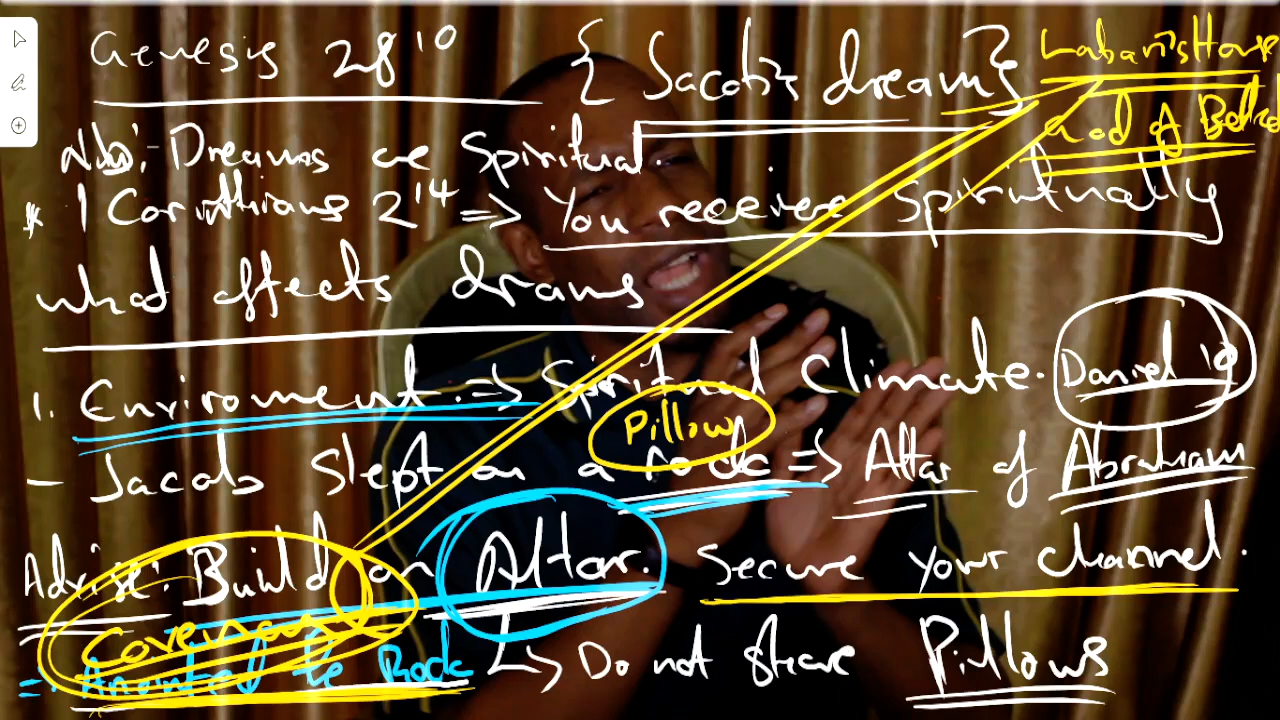 Genesis 28 10 { Jacob's dream }
Laban's House
God of Bethel
Nb:- Dreams are Spiritual.
* 1 Corinthians 2 14 => You receive spiritually
what affects drams
1. Enviroment. => Spiritual Climate. Daniel 10
Pillow
- Jacob Slept on a rock => Altar of Abraham
Advise: Build an Altar. Secure your channel.
Covenant
=> Anointed the Rock ↳ Do not share Pillows